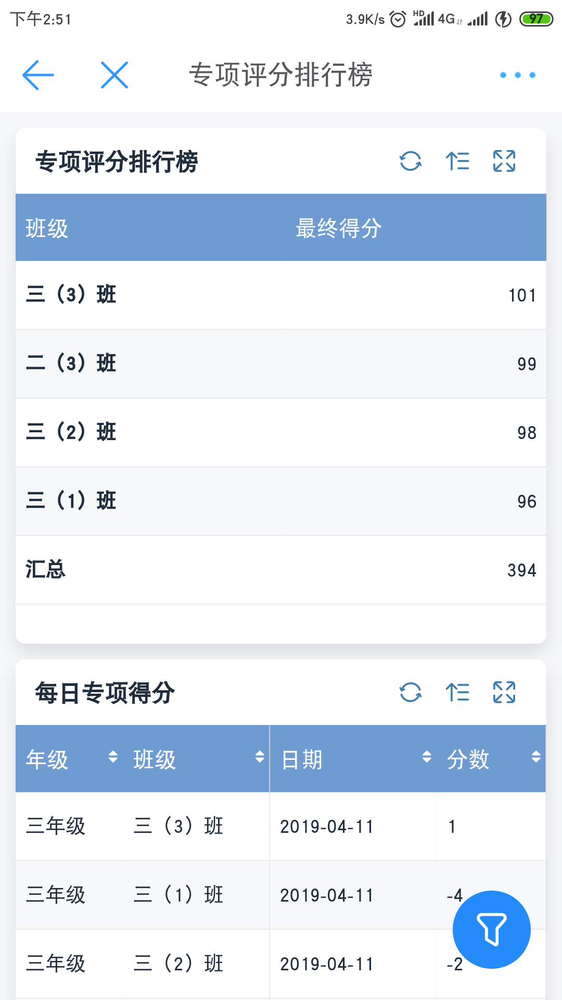 下午2:51 3.9K/s HD 4G 97
专项评分排行榜
专项评分排行榜
班级 最终得分
三（3）班 101
二（3）班 99
三（2）班 98
三（1）班 96
汇总 394
每日专项得分
年级 班级 日期 分数
三年级 三（3）班 2019-04-11 1
三年级 三（1）班 2019-04-11 -4
三年级 三（2）班 2019-04-11 -2